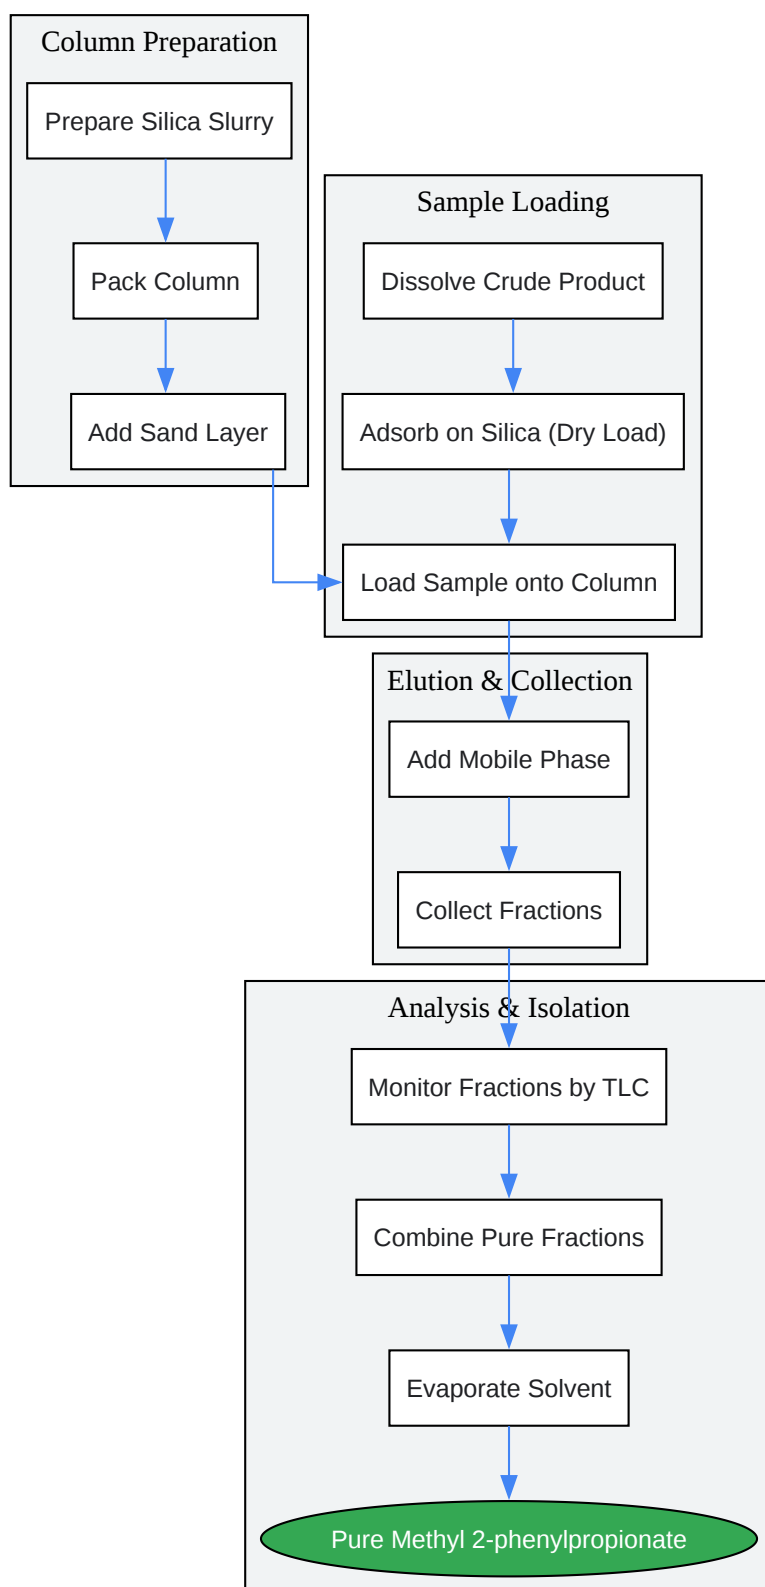 Column Preparation
Prepare Silica Slurry
Pack Column
Add Sand Layer
Sample Loading
Dissolve Crude Product
Adsorb on Silica (Dry Load)
Load Sample onto Column
Elution & Collection
Add Mobile Phase
Collect Fractions
Analysis & Isolation
Monitor Fractions by TLC
Combine Pure Fractions
Evaporate Solvent
Pure Methyl 2-phenylpropionate